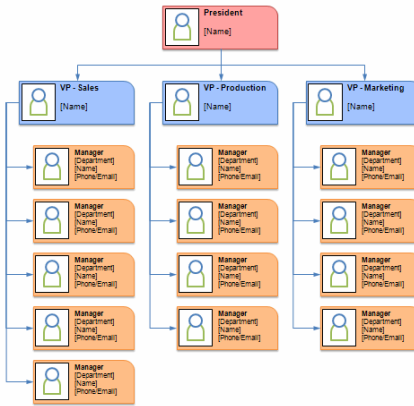 President
[Name]
VP - Sales
[Name]
VP - Production
[Name]
VP - Marketing
[Name]
Manager
[Department]
[Name]
[Phone/Email]
Manager
[Department]
[Name]
[Phone/Email]
Manager
[Department]
[Name]
[Phone/Email]
Manager
[Department]
[Name]
[Phone/Email]
Manager
[Department]
[Name]
[Phone/Email]
Manager
[Department]
[Name]
[Phone/Email]
Manager
[Department]
[Name]
[Phone/Email]
Manager
[Department]
[Name]
[Phone/Email]
Manager
[Department]
[Name]
[Phone/Email]
Manager
[Department]
[Name]
[Phone/Email]
Manager
[Department]
[Name]
[Phone/Email]
Manager
[Department]
[Name]
[Phone/Email]
Manager
[Department]
[Name]
[Phone/Email]